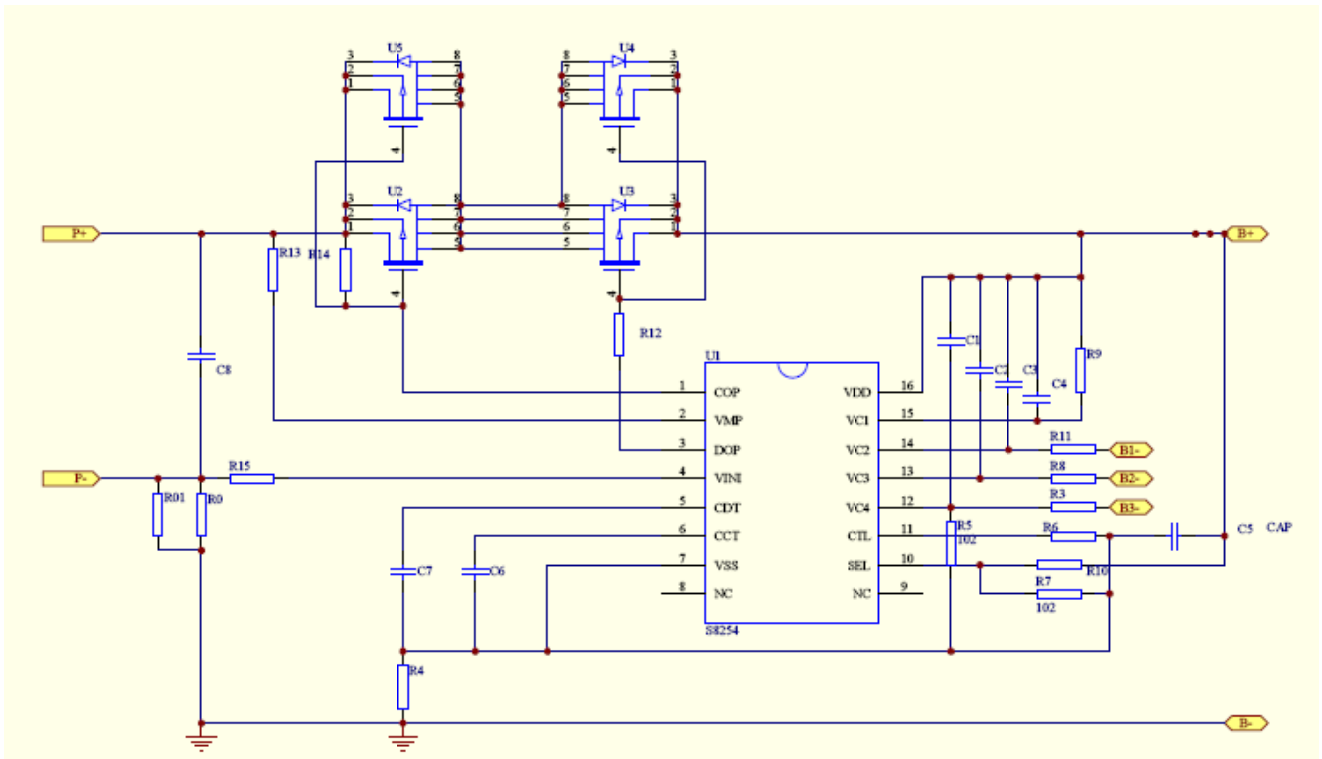 U5 U4
3 8 8 3
2 7 7 2
1 6 6 1
5 5
4 4
U2 U3
3 8 8 3
2 7 7 2
P+ 1 6 6 1 B+
5 5
R13 R14
4 4
R12
C1
U1
R9
C8 C2 C3
C4
1 COP VDD 16
2 VMP VC1 15
3 DOP VC2 14 R11 B1-
P- R15 4 VINI VC3 13 R8 B2-
R01 R0 5 CDT VC4 12 R3 B3-
6 CCT CTL 11 R5 102 R6 C5 CAP
C7 C6 7 VSS SEL 10 R10
8 NC NC 9 R7
102
S8254
R4
B-